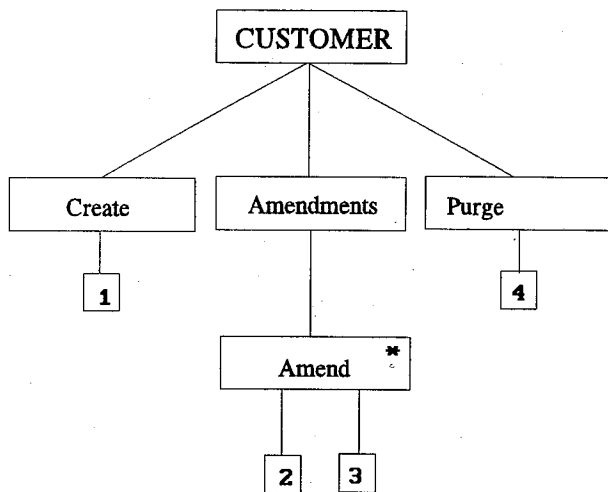 CUSTOMER
Create
Amendments
Purge
1
4
Amend *
2
3